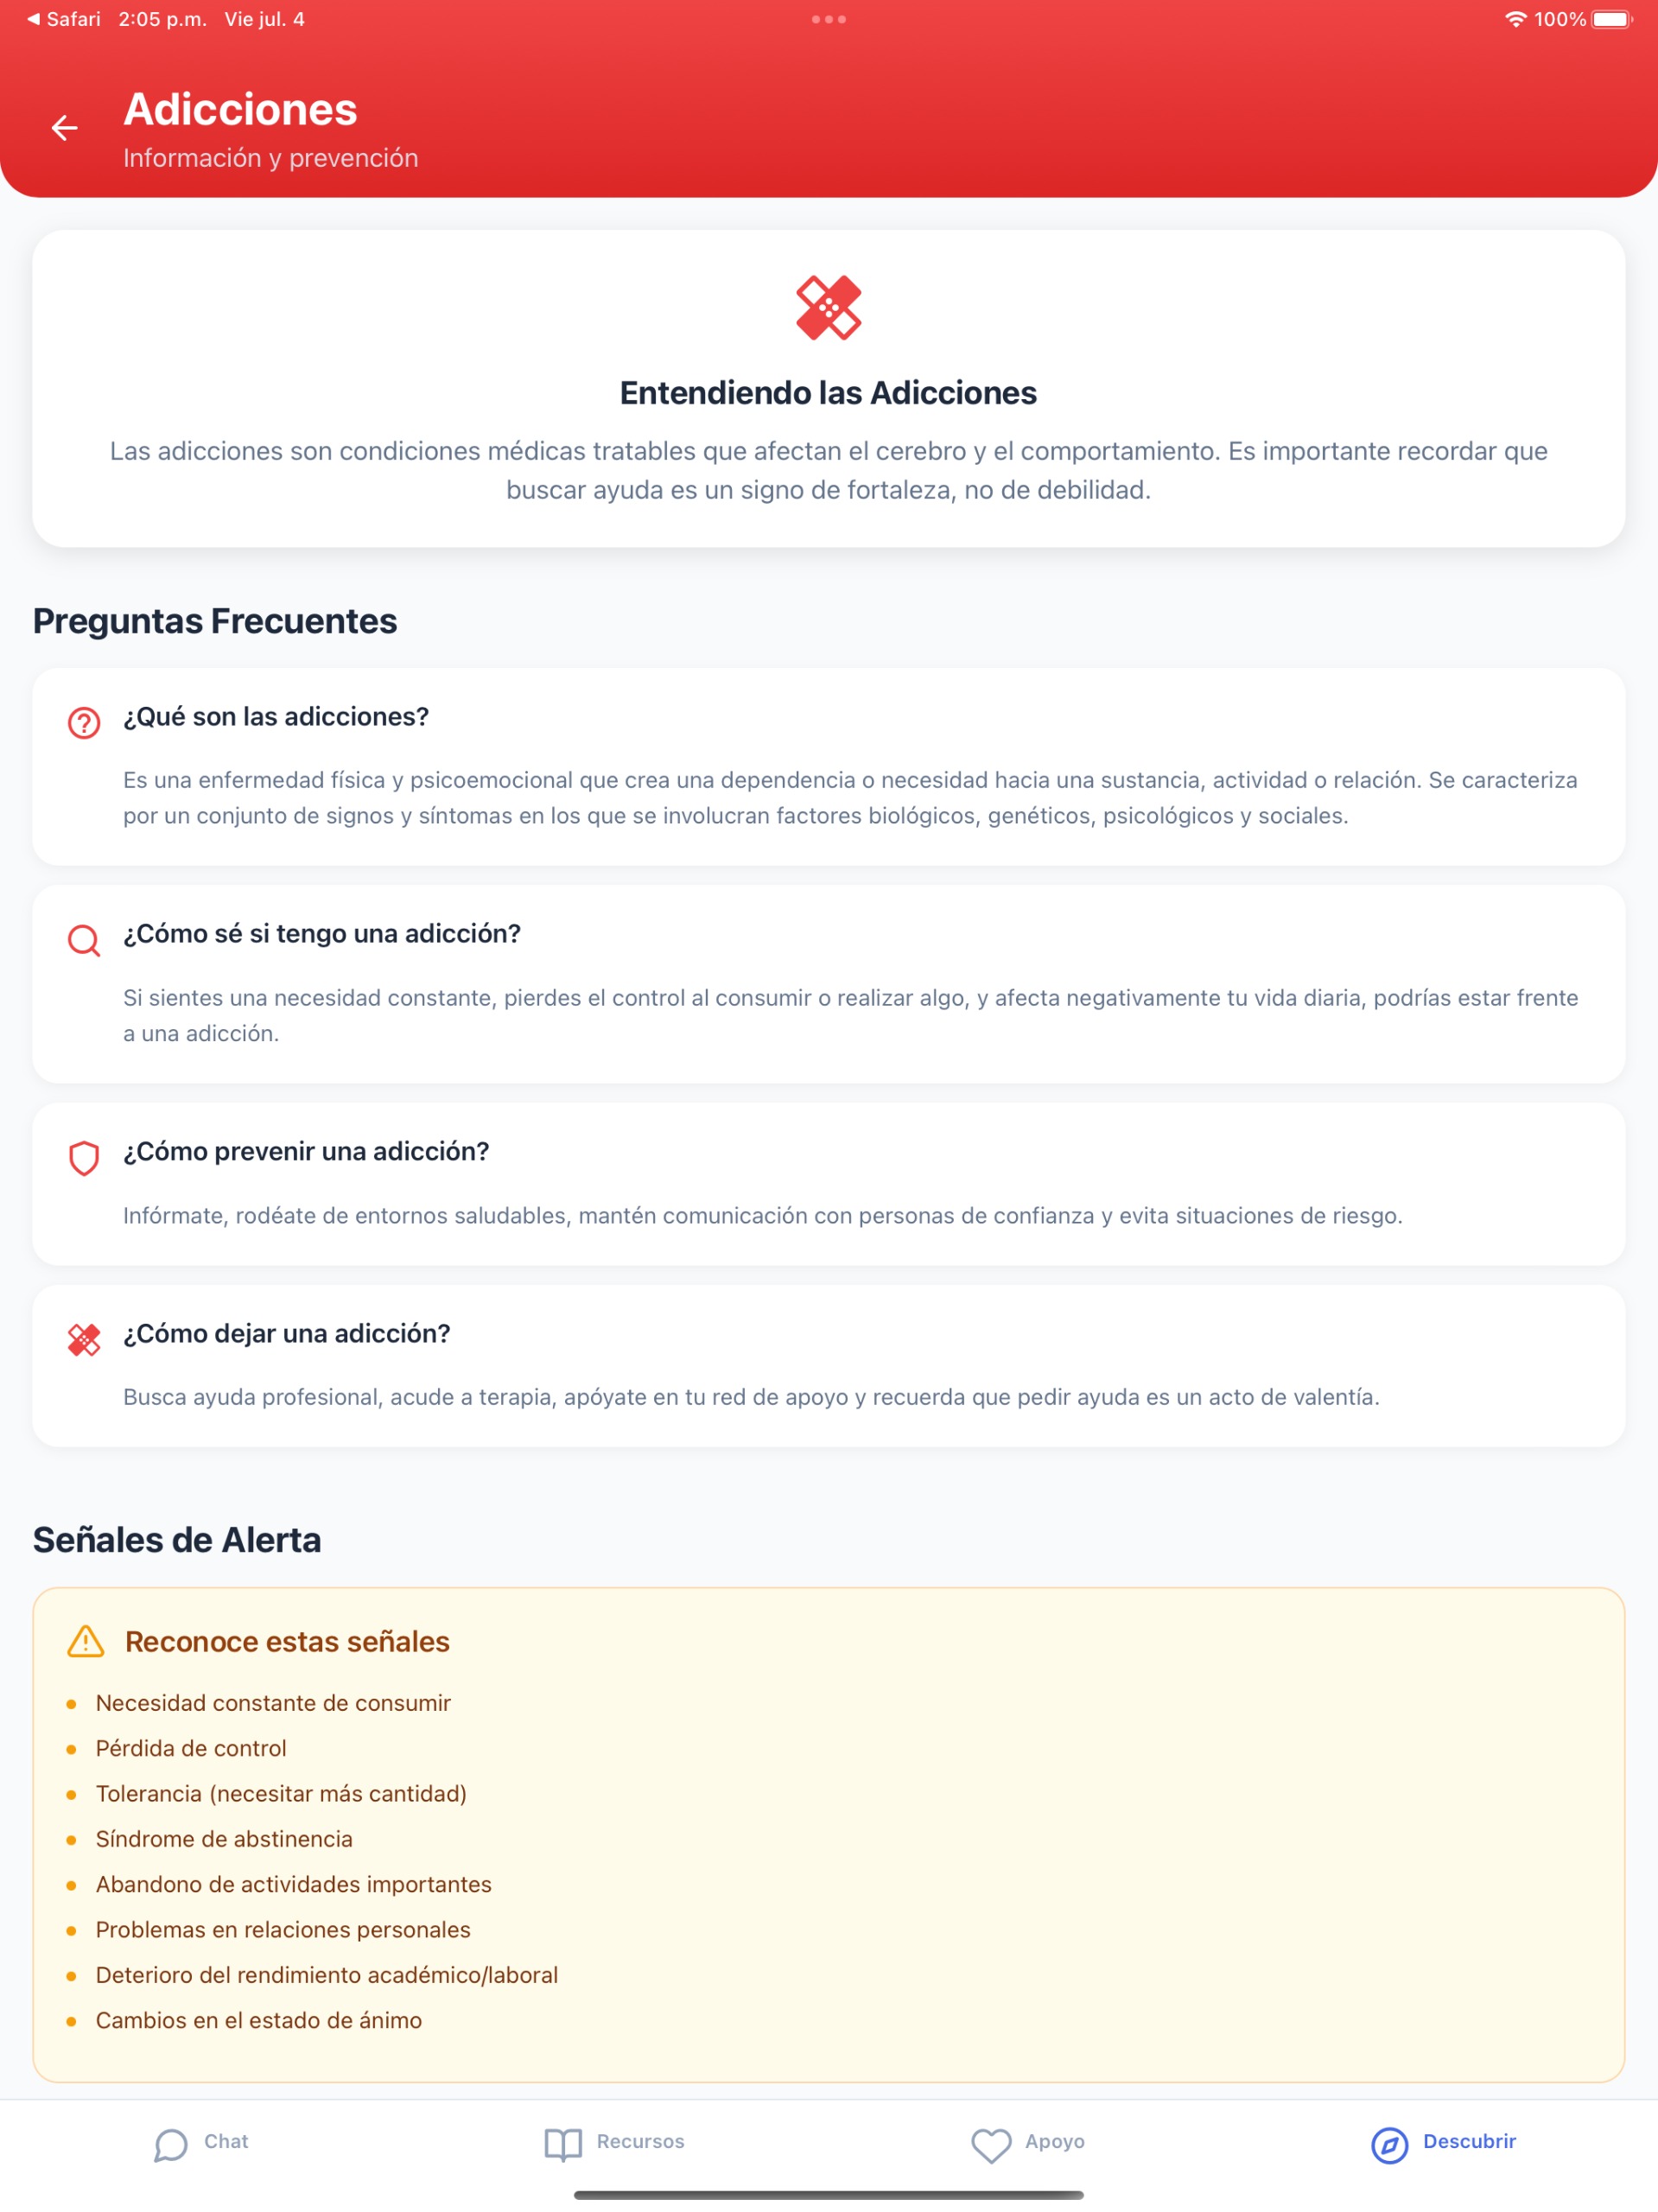 Safari 2:05 p.m. Vie jul. 4 100%
Adicciones
Información y prevención
Entendiendo las Adicciones
Las adicciones son condiciones médicas tratables que afectan el cerebro y el comportamiento. Es importante recordar que
buscar ayuda es un signo de fortaleza, no de debilidad.
Preguntas Frecuentes
¿Qué son las adicciones?
Es una enfermedad física y psicoemocional que crea una dependencia o necesidad hacia una sustancia, actividad o relación. Se caracteriza
por un conjunto de signos y síntomas en los que se involucran factores biológicos, genéticos, psicológicos y sociales.
¿Cómo sé si tengo una adicción?
Si sientes una necesidad constante, pierdes el control al consumir o realizar algo, y afecta negativamente tu vida diaria, podrías estar frente
a una adicción.
¿Cómo prevenir una adicción?
Infórmate, rodéate de entornos saludables, mantén comunicación con personas de confianza y evita situaciones de riesgo.
¿Cómo dejar una adicción?
Busca ayuda profesional, acude a terapia, apóyate en tu red de apoyo y recuerda que pedir ayuda es un acto de valentía.
Señales de Alerta
Reconoce estas señales
Necesidad constante de consumir
Pérdida de control
Tolerancia (necesitar más cantidad)
Síndrome de abstinencia
Abandono de actividades importantes
Problemas en relaciones personales
Deterioro del rendimiento académico/laboral
Cambios en el estado de ánimo
Chat Recursos Apoyo Descubrir